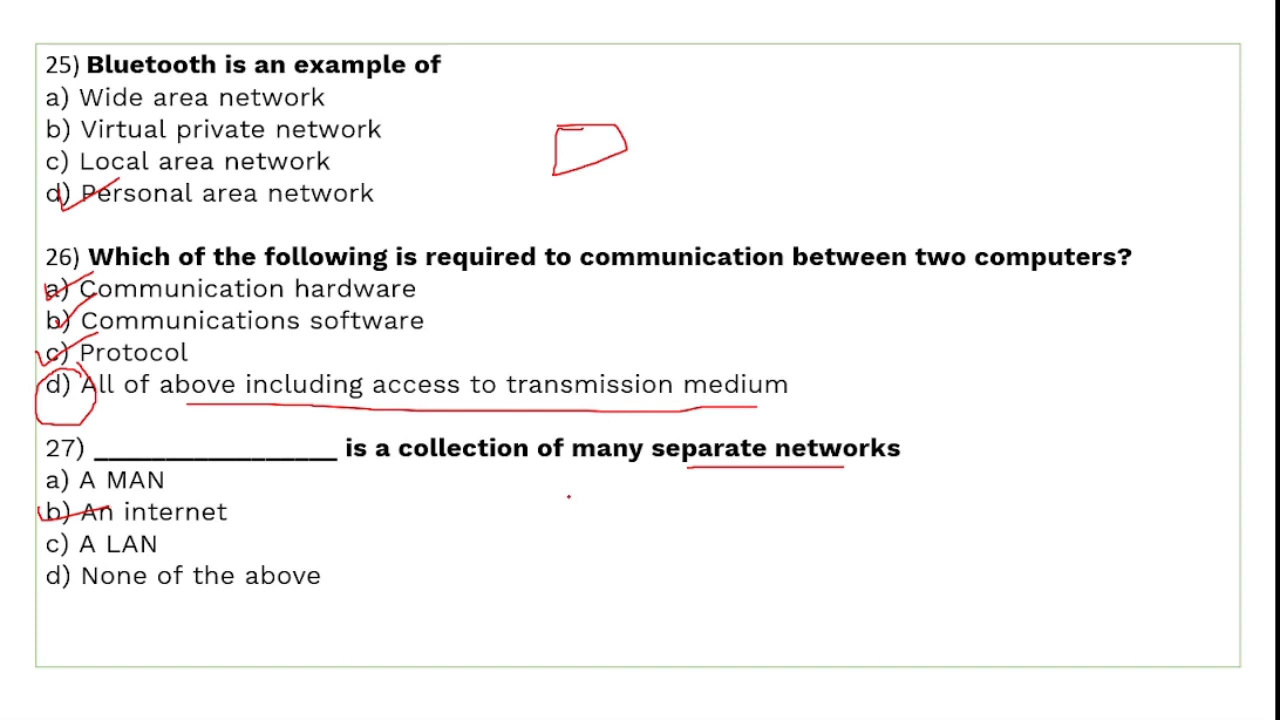 25) Bluetooth is an example of
a) Wide area network
b) Virtual private network
c) Local area network
d) Personal area network
26) Which of the following is required to communication between two computers?
a) Communication hardware
b) Communications software
c) Protocol
d) All of above including access to transmission medium
27) _________________ is a collection of many separate networks
a) A MAN
b) An internet
c) A LAN
d) None of the above